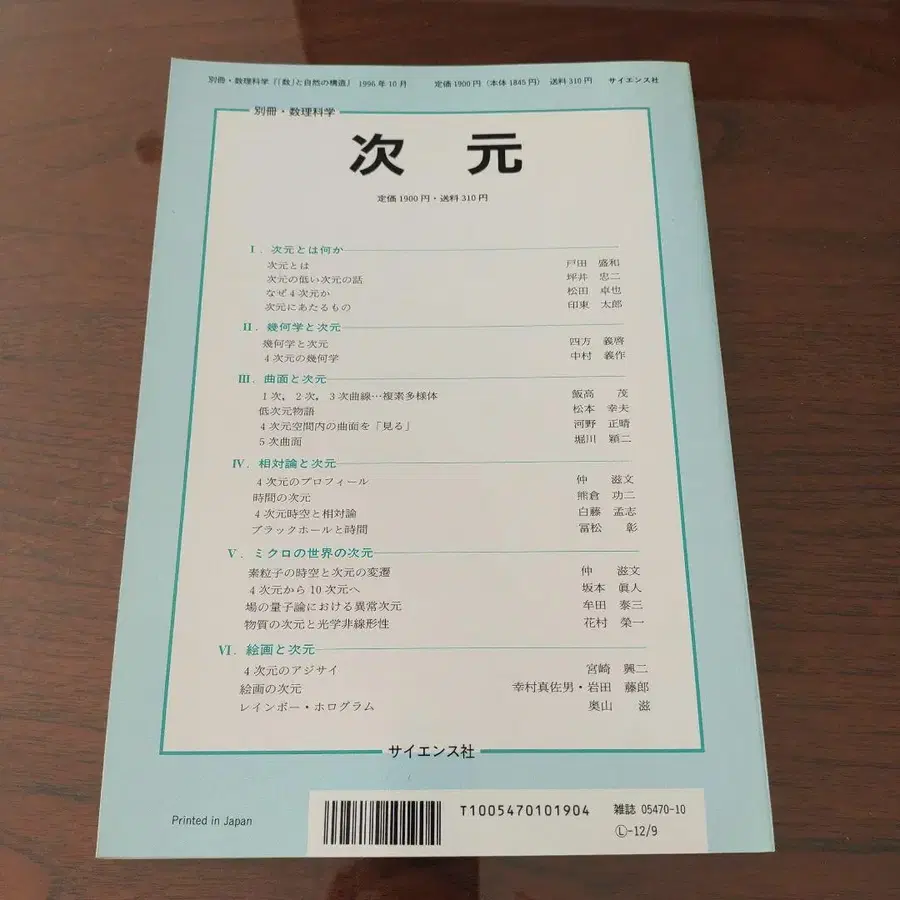 別冊・数理科学「「数」と自然の構造」 1996年10月 定価1900円（本体1845円） 送料310円 サイエンス社
別冊・数理科学
次 元
定価1900円・送料310円
Ⅰ．次元とは何か
次元とは 戸田 盛和
次元の低い次元の話 坪井 忠二
なぜ4次元か 松田 卓也
次元にあたるもの 印東 太郎
Ⅱ．幾何学と次元
幾何学と次元 四方 義啓
4次元の幾何学 中村 義作
Ⅲ．曲面と次元
1次，2次，3次曲線…複素多様体 飯高 茂
低次元物語 松本 幸夫
4次元空間内の曲面を「見る」 河野 正晴
5次曲面 堀川 穎二
Ⅳ．相対論と次元
4次元のプロフィール 仲 滋文
時間の次元 熊倉 功二
4次元時空と相対論 白藤 孟志
ブラックホールと時間 冨松 彰
Ⅴ．ミクロの世界の次元
素粒子の時空と次元の変遷 仲 滋文
4次元から10次元へ 坂本 眞人
場の量子論における異常次元 牟田 泰三
物質の次元と光学非線形性 花村 榮一
Ⅵ．絵画と次元
4次元のアジサイ 宮崎 興二
絵画の次元 幸村真佐男・岩田 藤郎
レインボー・ホログラム 奥山 滋
サイエンス社
Printed in Japan
T1005470101904
雑誌 05470-10
Ⓛ-12/9